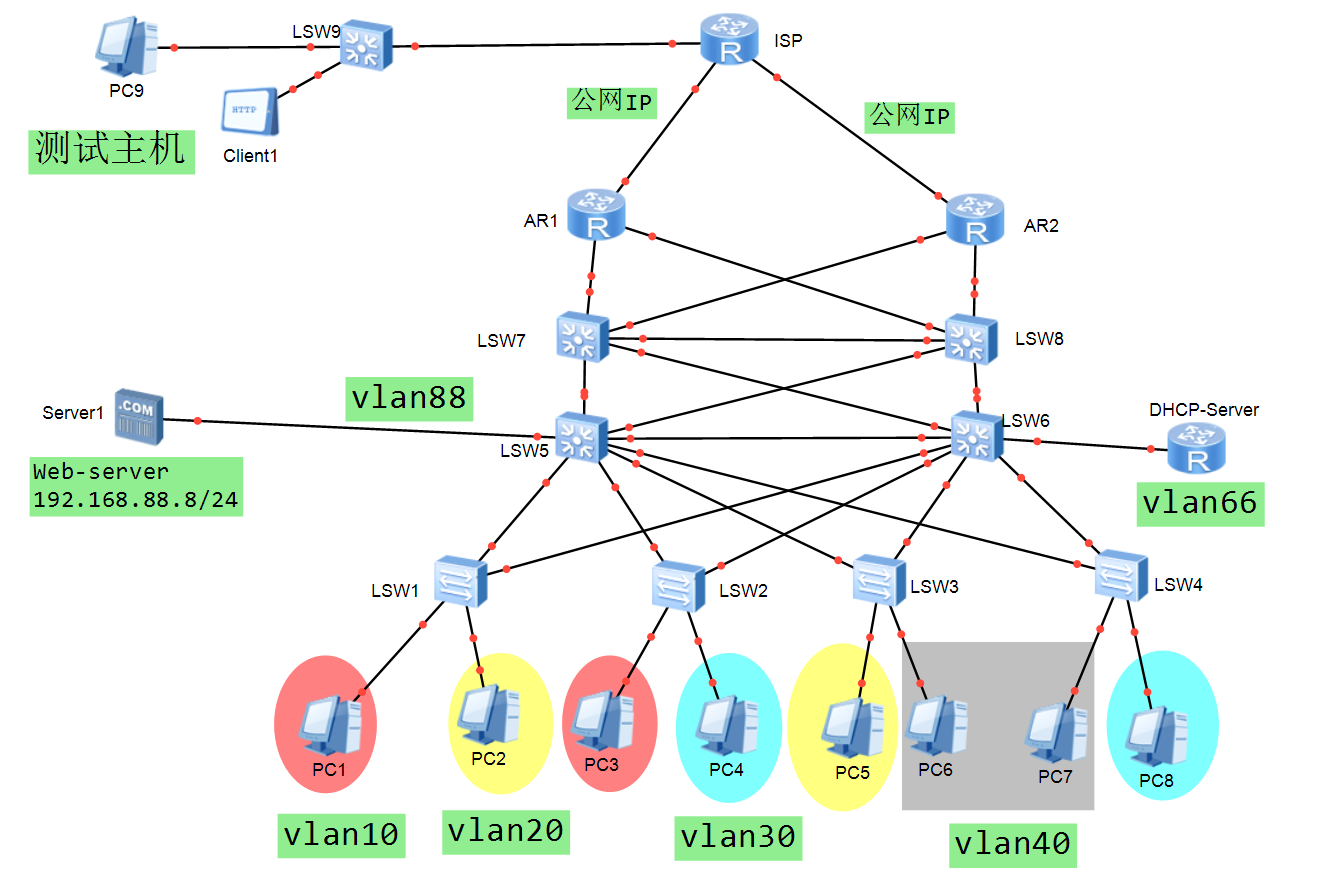 LSW9
ISP
PC9
HTTP
公网IP
公网IP
测试主机
Client1
R
AR1
R
AR2
R
LSW7
LSW8
vlan88
Server1
.COM
DHCP-Server
LSW6
LSW5
R
Web-server
192.168.88.8/24
vlan66
LSW1
LSW2
LSW3
LSW4
PC1
PC2
PC3
PC4
PC5
PC6
PC7
PC8
vlan10
vlan20
vlan30
vlan40